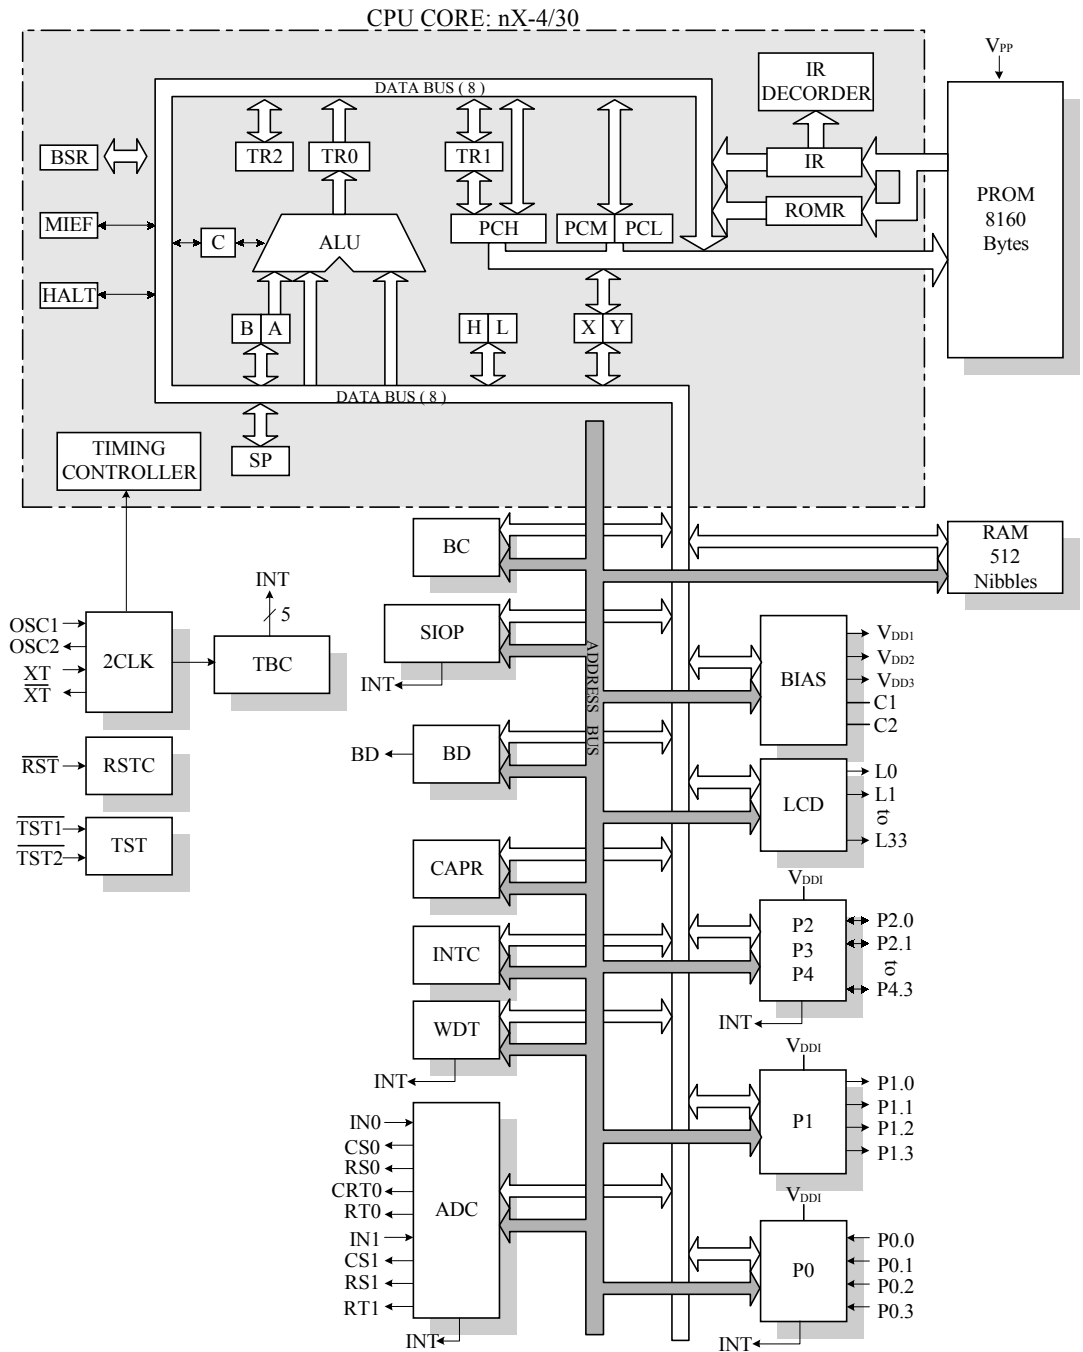 CPU CORE: nX-4/30
DATA BUS ( 8 )
IR
DECORDER
VPP
BSR
TR2
TR0
TR1
IR
PROM
8160
Bytes
MIEF
C
ALU
PCH
PCM
PCL
ROMR
HALT
B
A
H
L
X
Y
DATA BUS ( 8 )
SP
TIMING
CONTROLLER
BC
RAM
512
Nibbles
INT
5
OSC1
OSC2
XT
X̅T̅
2CLK
TBC
SIOP
INT
ADDRESS BUS
BIAS
VDD1
VDD2
VDD3
C1
C2
R̅S̅T̅
RSTC
BD
BD
LCD
L0
L1
to
L33
T̅S̅T̅1̅
T̅S̅T̅2̅
TST
CAPR
VDDI
P2
P3
P4
P2.0
P2.1
to
P4.3
INT
INTC
WDT
INT
VDDI
P1
P1.0
P1.1
P1.2
P1.3
IN0
CS0
RS0
CRT0
RT0
IN1
CS1
RS1
RT1
ADC
INT
VDDI
P0
P0.0
P0.1
P0.2
P0.3
INT